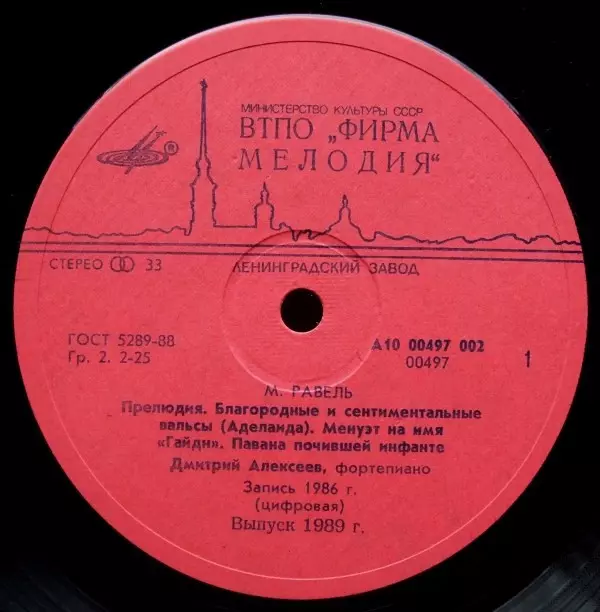 МИНИСТЕРСТВО КУЛЬТУРЫ СССР
ВТПО „ФИРМА
МЕЛОДИЯ"
®
СТЕРЕО 33
ЛЕНИНГРАДСКИЙ ЗАВОД
ГОСТ 5289-88
Гр. 2. 2-25
А10 00497 002
00497
1
М. РАВЕЛЬ
Прелюдия. Благородные и сентиментальные
вальсы (Аделаида). Менуэт на имя
«Гайдн». Павана почившей инфанте
Дмитрий Алексеев, фортепиано
Запись 1986 г.
(цифровая)
Выпуск 1989 г.